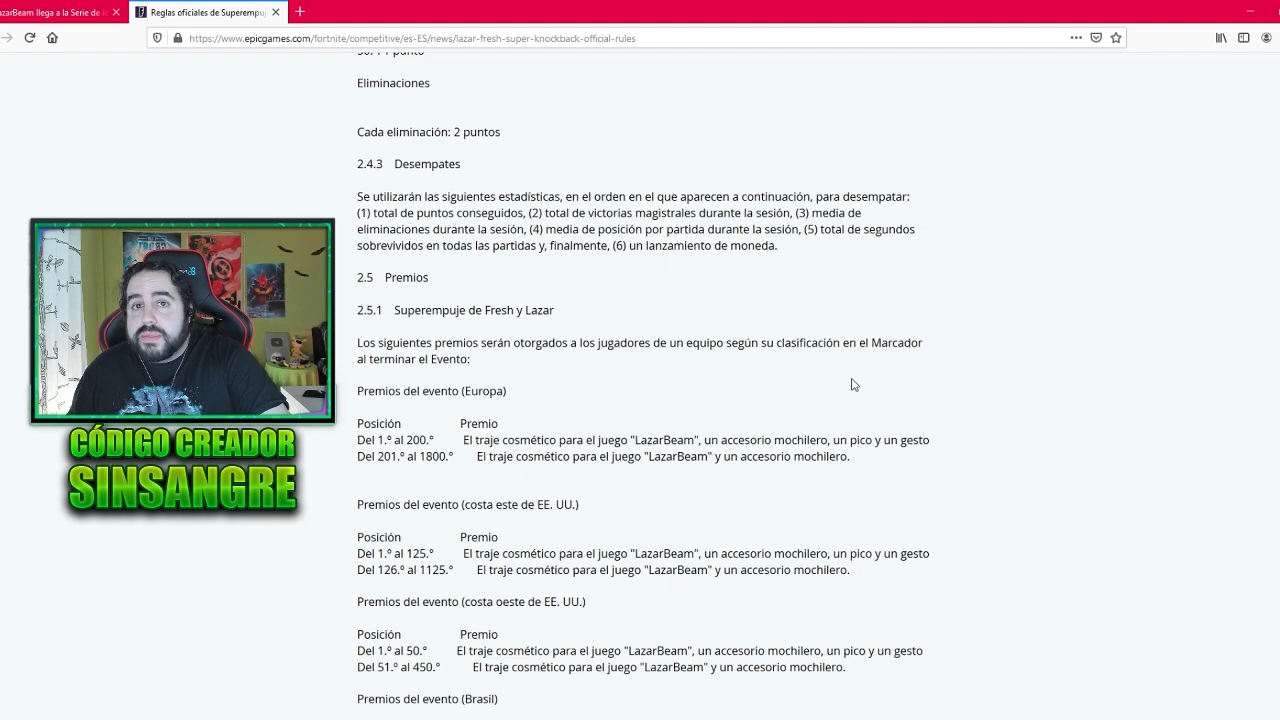 azarBeam llega a la Serie de í
Reglas oficiales de Superempuj
https://www.epicgames.com/fortnite/competitive/es-ES/news/lazar-fresh-super-knockback-official-rules
Eliminaciones
Cada eliminación: 2 puntos
2.4.3 Desempates
Se utilizarán las siguientes estadísticas, en el orden en el que aparecen a continuación, para desempatar:
(1) total de puntos conseguidos, (2) total de victorias magistrales durante la sesión, (3) media de
eliminaciones durante la sesión, (4) media de posición por partida durante la sesión, (5) total de segundos
sobrevividos en todas las partidas y, finalmente, (6) un lanzamiento de moneda.
2.5 Premios
2.5.1 Superempuje de Fresh y Lazar
Los siguientes premios serán otorgados a los jugadores de un equipo según su clasificación en el Marcador
al terminar el Evento:
Premios del evento (Europa)
Posición Premio
Del 1.º al 200.° El traje cosmético para el juego "LazarBeam", un accesorio mochilero, un pico y un gesto
Del 201.º al 1800.° El traje cosmético para el juego "LazarBeam" y un accesorio mochilero.
Premios del evento (costa este de EE. UU.)
Posición Premio
Del 1.º al 125.° El traje cosmético para el juego "LazarBeam", un accesorio mochilero, un pico y un gesto
Del 126.º al 1125.° El traje cosmético para el juego "LazarBeam" y un accesorio mochilero.
Premios del evento (costa oeste de EE. UU.)
Posición Premio
Del 1.º al 50.° El traje cosmético para el juego "LazarBeam", un accesorio mochilero, un pico y un gesto
Del 51.º al 450.° El traje cosmético para el juego "LazarBeam" y un accesorio mochilero.
Premios del evento (Brasil)
CÓDIGO CREADOR
SINSANGRE